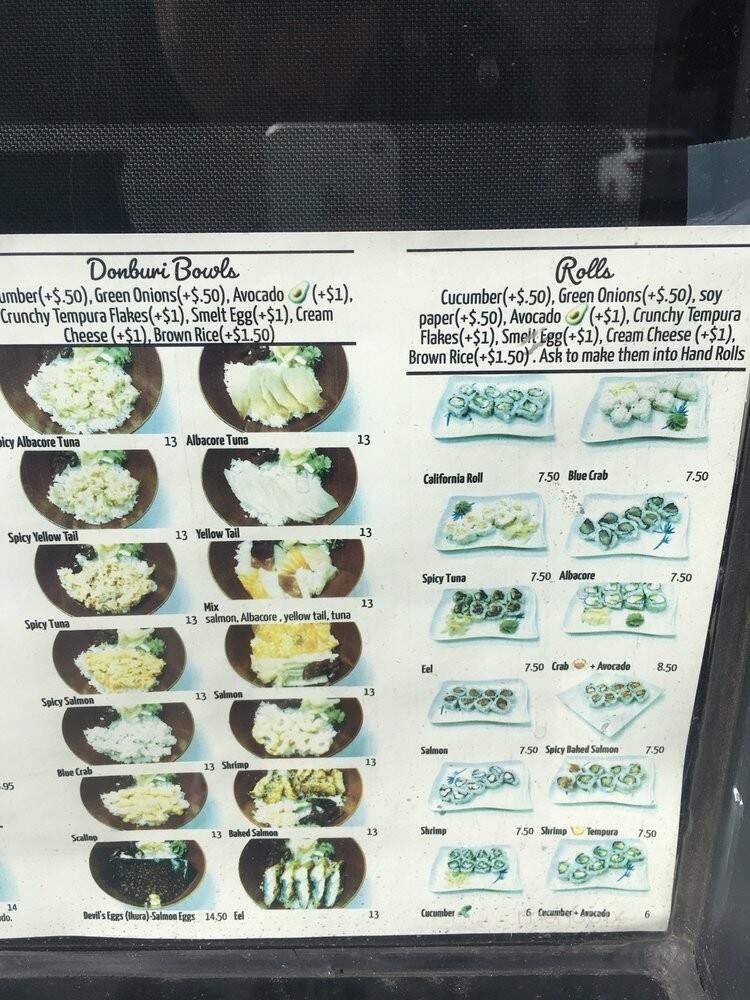 Donburi Bowls
umber(+$.50), Green Onions(+$.50), Avocado 🥑 (+$1),
Crunchy Tempura Flakes(+$1), Smelt Egg(+$1), Cream
Cheese (+$1), Brown Rice(+$1.50)
icy Albacore Tuna 13 Albacore Tuna 13
Spicy Yellow Tail 13 Yellow Tail 13
Spicy Tuna 13 Mix 13
salmon, Albacore , yellow tail, tuna
Spicy Salmon 13 Salmon 13
Blue Crab 13 Shrimp 13
.95
Scallop 13 Baked Salmon 13
14
do.
Devil's Eggs (Ikura)-Salmon Eggs 14.50 Eel 13
Rolls
Cucumber(+$.50), Green Onions(+$.50), soy
paper(+$.50), Avocado 🥑 (+$1), Crunchy Tempura
Flakes(+$1), Smelt Egg(+$1), Cream Cheese (+$1),
Brown Rice(+$1.50) . Ask to make them into Hand Rolls
California Roll 7.50 Blue Crab 7.50
Spicy Tuna 7.50 Albacore 7.50
Eel 7.50 Crab 🦀 + Avocado 8.50
Salmon 7.50 Spicy Baked Salmon 7.50
Shrimp 7.50 Shrimp 🍤 Tempura 7.50
Cucumber 6 Cucumber + Avacado 6